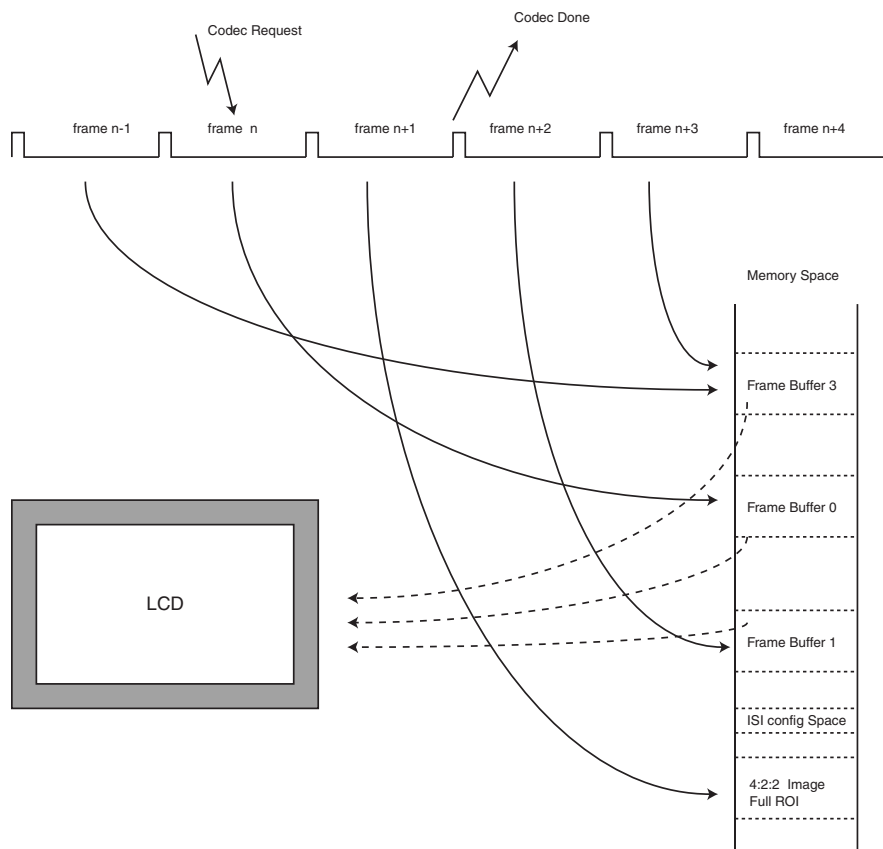 Codec Request
Codec Done
frame n-1
frame n
frame n+1
frame n+2
frame n+3
frame n+4
Memory Space
Frame Buffer 3
Frame Buffer 0
LCD
Frame Buffer 1
ISI config Space
4:2:2 Image
Full ROI